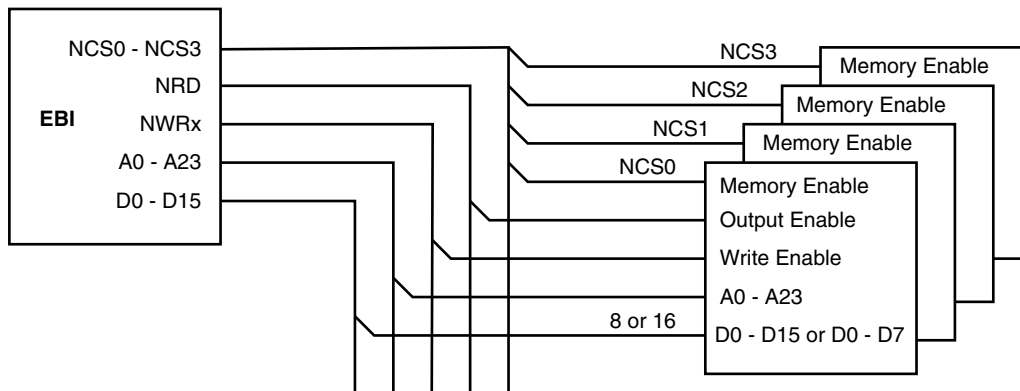 NCS0 - NCS3
NRD
EBI
NWRx
A0 - A23
D0 - D15
NCS3
Memory Enable
NCS2
Memory Enable
NCS1
Memory Enable
NCS0
Memory Enable
Output Enable
Write Enable
A0 - A23
8 or 16
D0 - D15 or D0 - D7